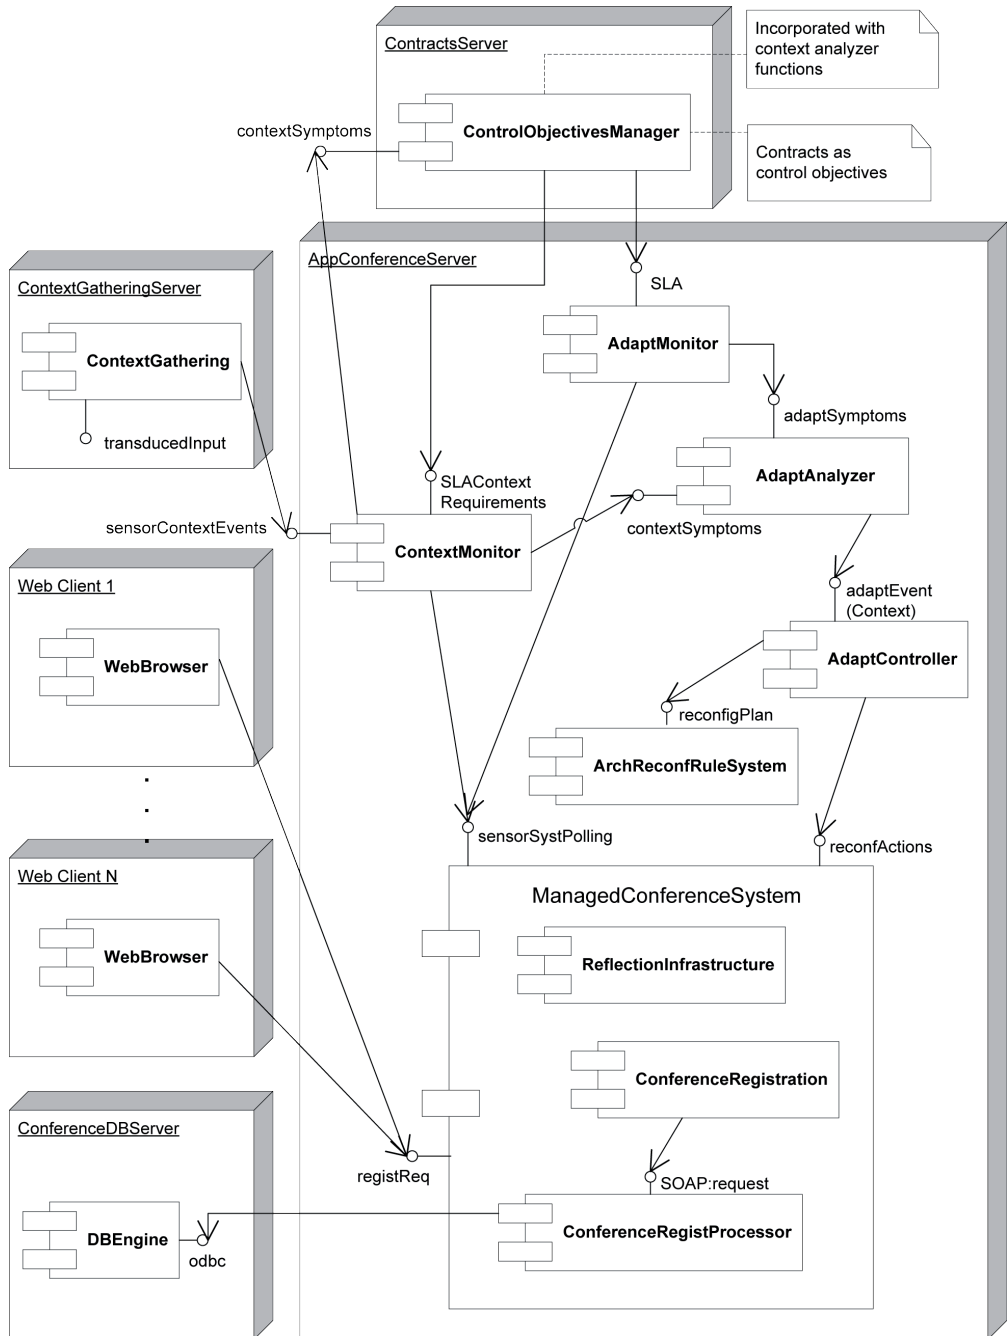 ContractsServer
Incorporated with
context analyzer
functions
ControlObjectivesManager
contextSymptoms
Contracts as
control objectives
AppConferenceServer
ContextGatheringServer
SLA
ContextGathering
AdaptMonitor
transducedInput
adaptSymptoms
SLAContext
Requirements
AdaptAnalyzer
sensorContextEvents
contextSymptoms
ContextMonitor
Web Client 1
adaptEvent
(Context)
WebBrowser
AdaptController
reconfigPlan
ArchReconfRuleSystem
sensorSystPolling
reconfActions
Web Client N
ManagedConferenceSystem
WebBrowser
ReflectionInfrastructure
ConferenceRegistration
ConferenceDBServer
registReq
SOAP:request
DBEngine
odbc
ConferenceRegistProcessor